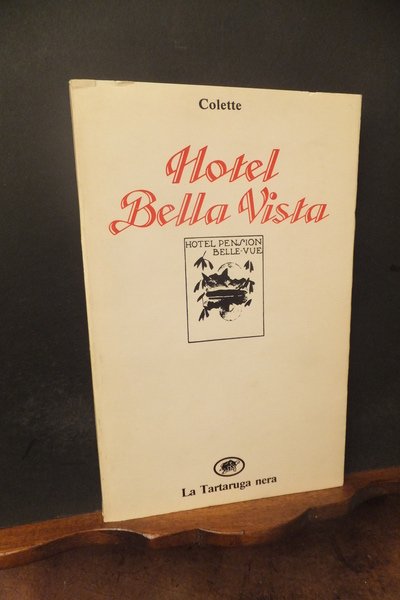 Colette
Hotel
Bella Vista
HOTEL PENSION
BELLE-VUE
La Tartaruga nera